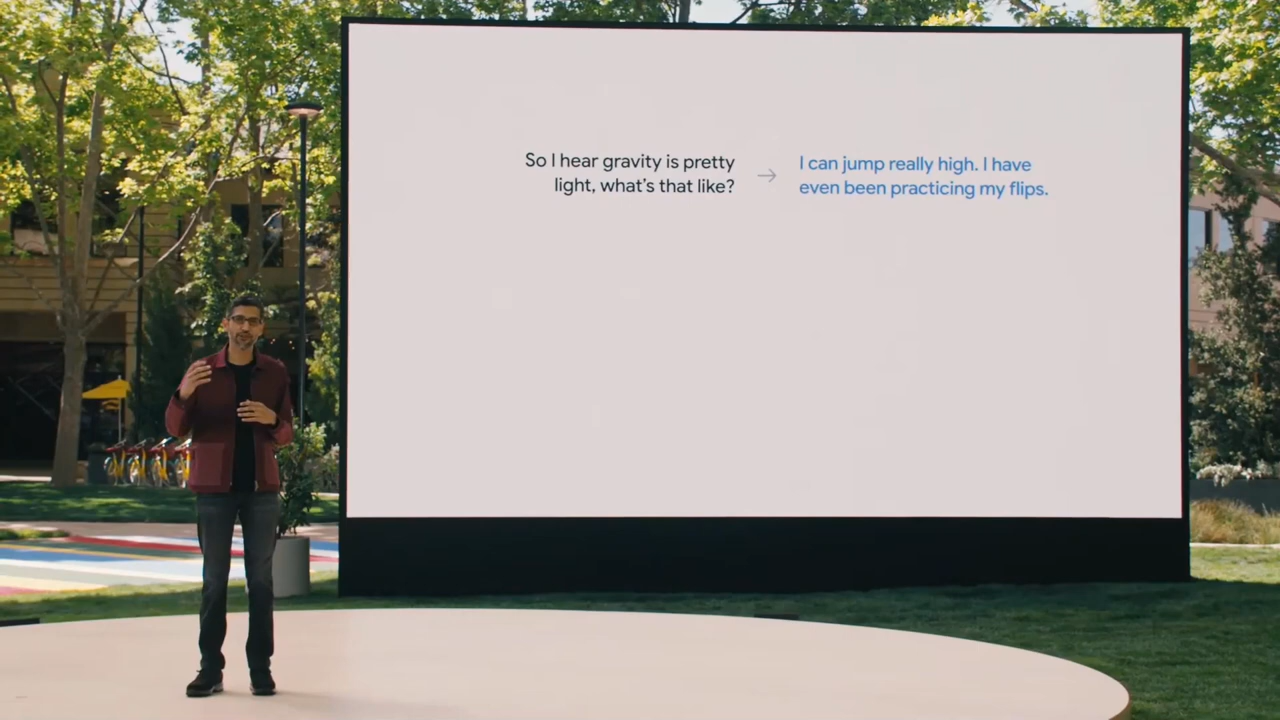 So I hear gravity is pretty
light, what's that like?
→
I can jump really high. I have
even been practicing my flips.